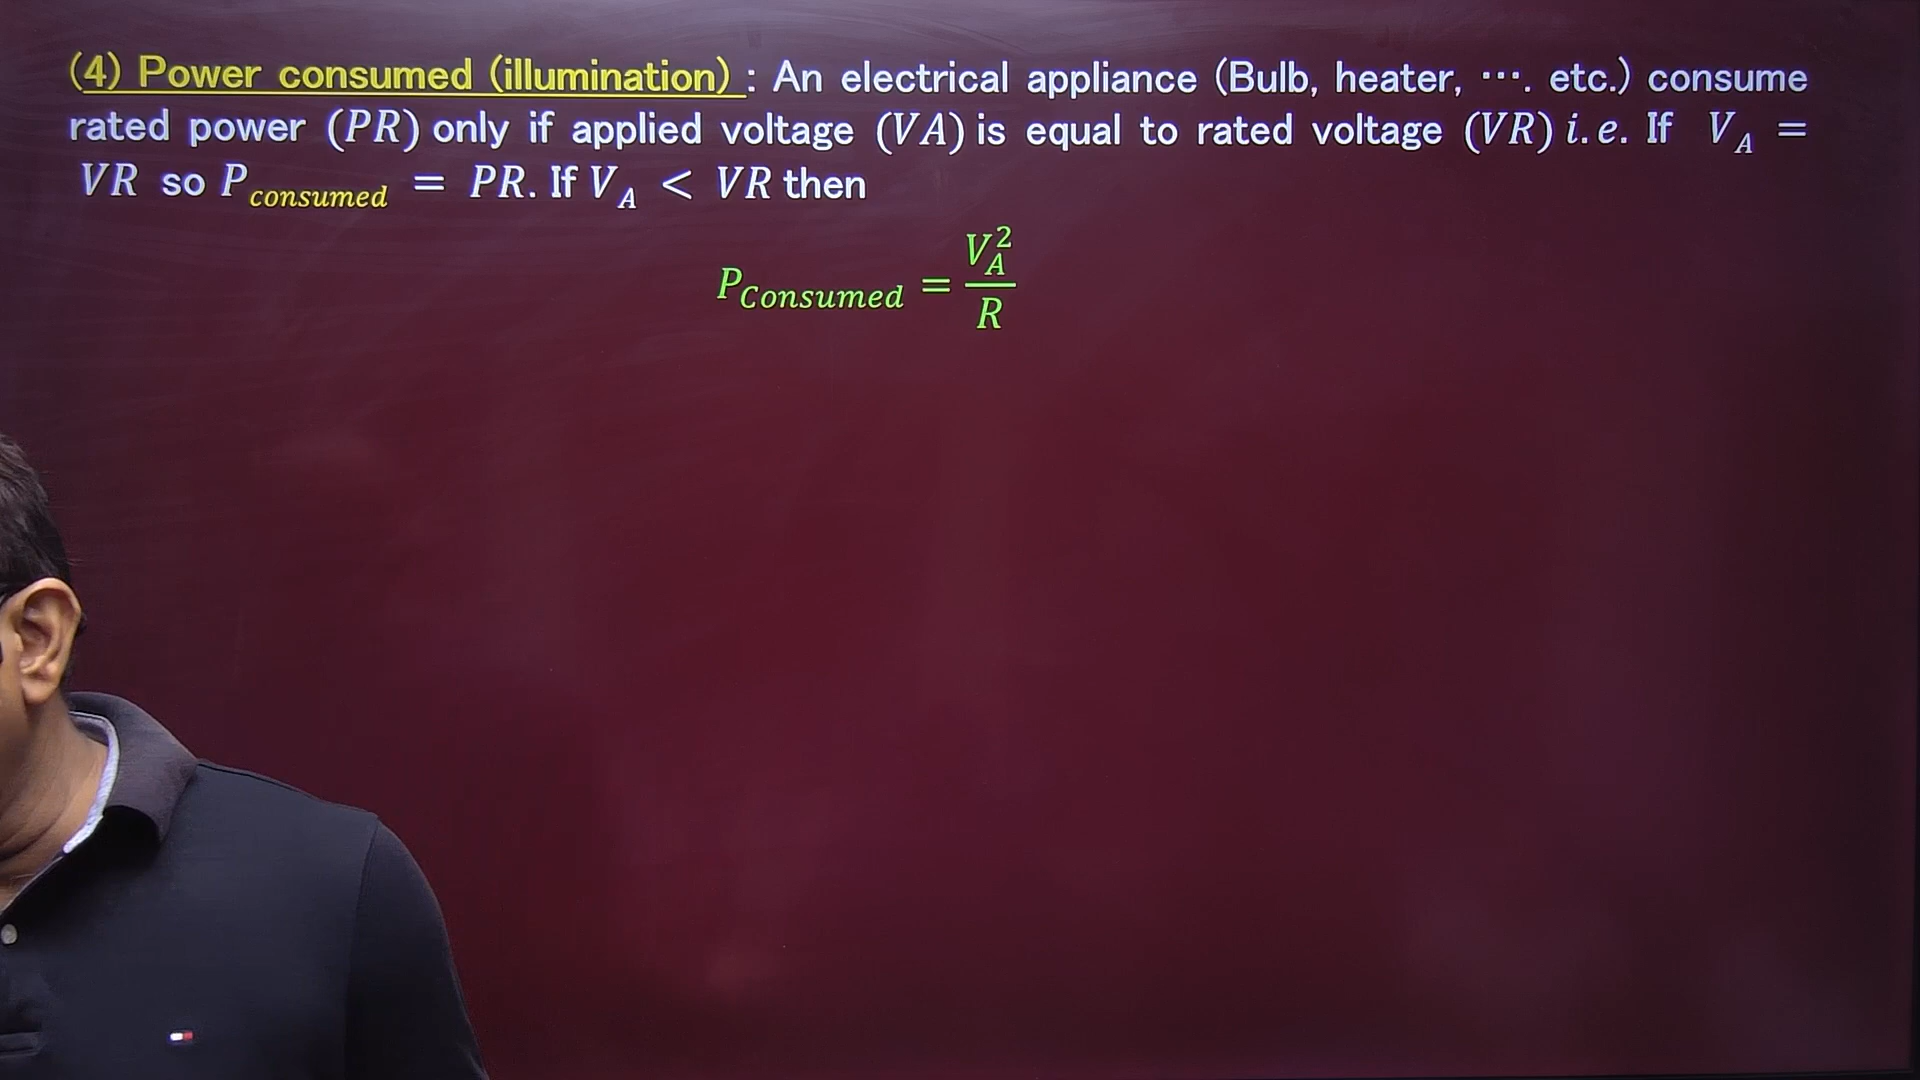 (4) Power consumed (illumination) : An electrical appliance (Bulb, heater, …. etc.) consume
rated power (PR) only if applied voltage (VA) is equal to rated voltage (VR) i.e. If V_A =
VR so P_consumed = PR. If V_A < VR then
P_Consumed = V_A^2 / R